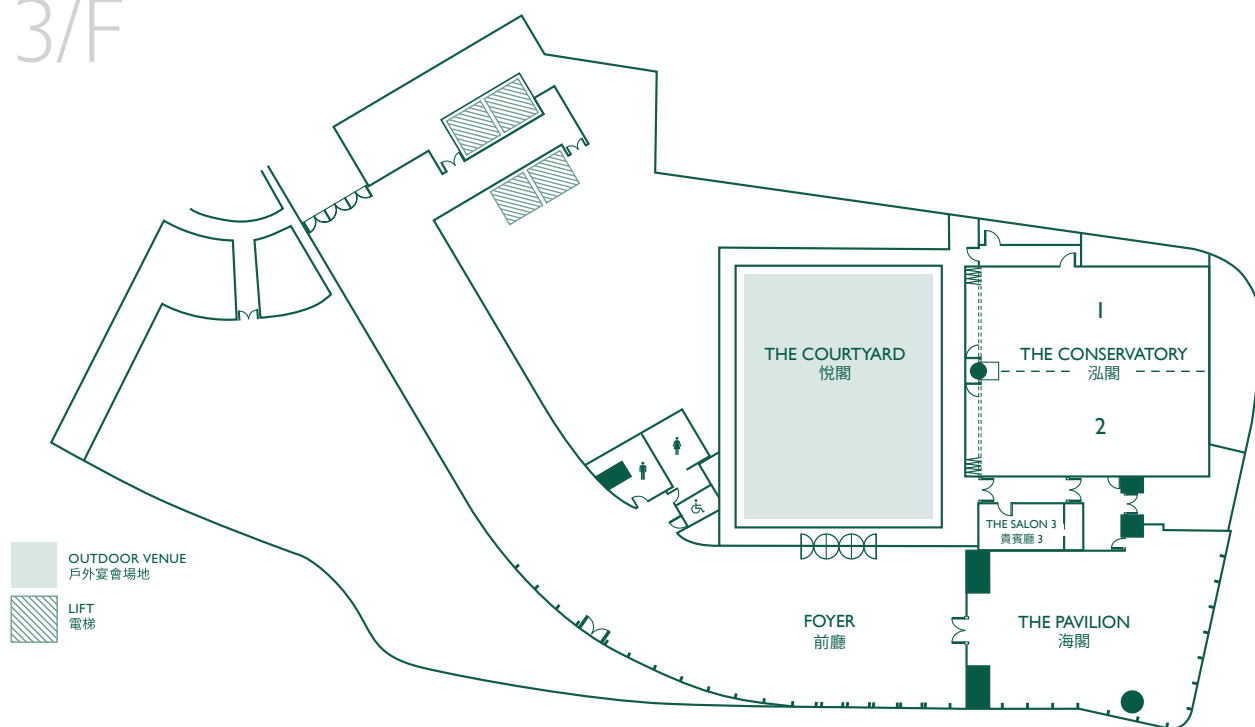 3/F
THE COURTYARD
悅閣
1
THE CONSERVATORY
泓閣
2
THE SALON 3
貴賓廳 3
OUTDOOR VENUE
戶外宴會場地
LIFT
電梯
FOYER
前廳
THE PAVILION
海閣